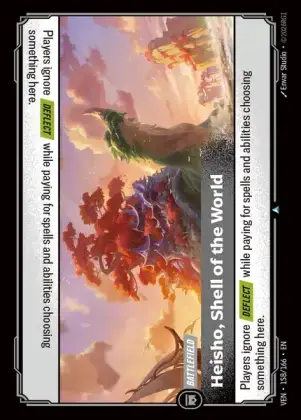 Players ignore DEFLECT while paying for spells and abilities choosing
something here.
BATTLEFIELD
Heisho, Shell of the World
Players ignore DEFLECT while paying for spells and abilities choosing
something here.
VEN • 158/166 • EN
Envar Studio • ©2026RGI